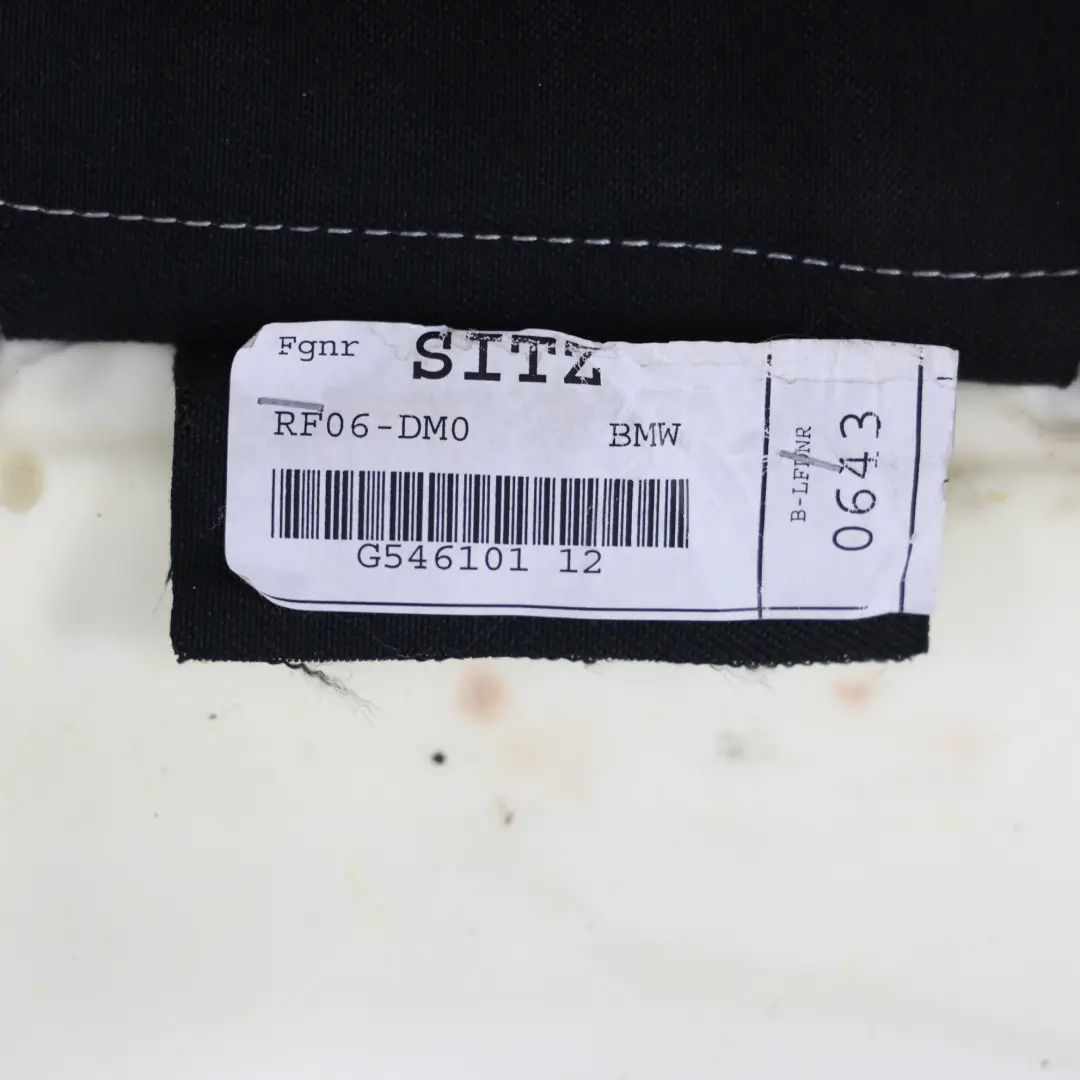 Fgnr SITZ
RF06-DM0 BMW
G546101 12
B-LFDNR
0643